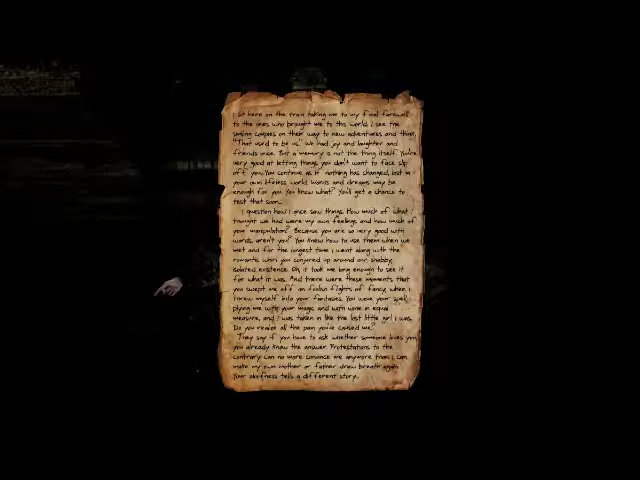 I sit here on the train taking me to my final farewell
to the ones who brought me to this world. I see the
smiling couples on their way to new adventures and think,
"That used to be us." We had joy and laughter and
friends once. But a memory is not the thing itself. You're
very good at letting things you don't want to face slip
off you. You continue as if nothing has changed, lost in
your own lifeless world. Words and dreams may be
enough for you. You know what? You'll get a chance to
test that soon.
I question how I once saw things. How much of what I
thought we had were my own feelings and how much of
your manipulation? Because you are so very good with
words, aren't you? You knew how to use them when we
met and for the longest time I went along with the
romantic whirl you conjured up around our shabby,
isolated existence. Oh, it took me long enough to see it
for what it was. And there were these moments that
you swept me off on foolish flights of fancy, when I
threw myself into your fantasies. You wove your spell,
plying me with your magic and with wine in equal
measure, and I was taken in like the lost little girl I was.
Do you realize all the pain you've caused me?
They say if you have to ask whether someone loves you,
you already know the answer. Protestations to the
contrary can no more convince me anymore than I can
make my own mother or father draw breath again.
Your aloofness tells a different story.